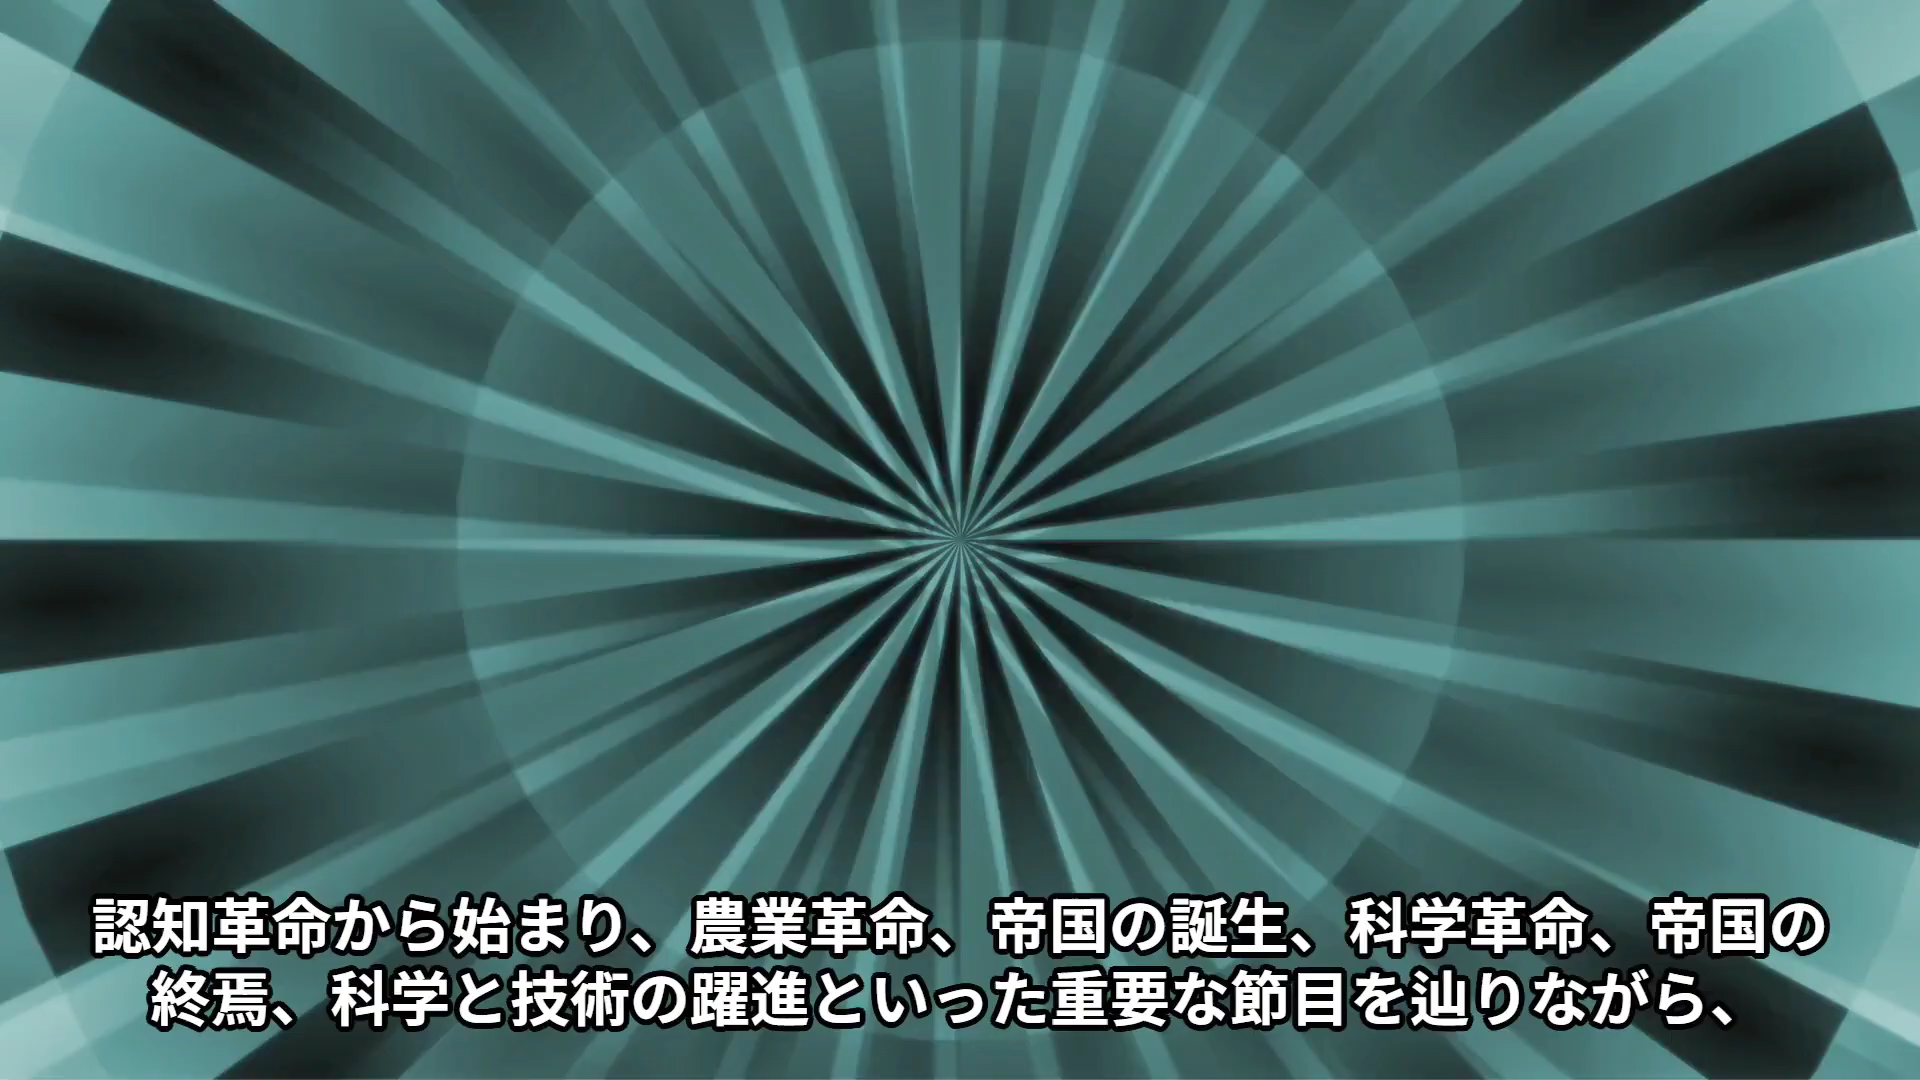 認知革命から始まり、農業革命、帝国の誕生、科学革命、帝国の
終焉、科学と技術の躍進といった重要な節目を辿りながら、